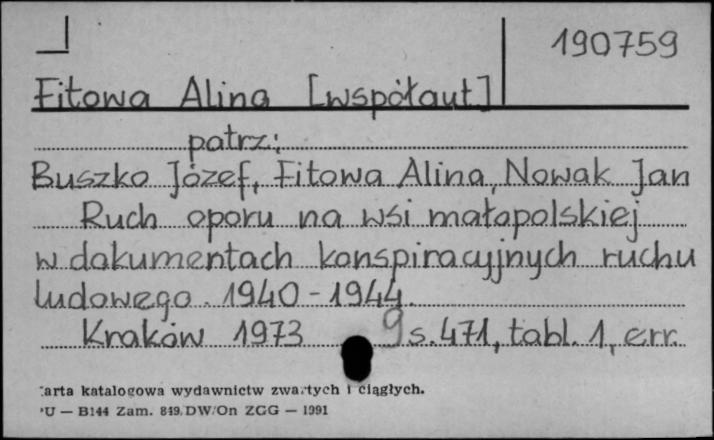 190759
Fitowa Alina [współaut]
patrz:
Buszko Józef, Fitowa Alina, Nowak Jan
Ruch oporu na wsi małopolskiej
w dokumentach konspiracyjnych ruchu
ludowego. 1940-1944.
Kraków 1973 9 s. 471, tabl. 1, err.
arta katalogowa wydawnictw zwartych i ciągłych.
U — B144 Zam. 849/DW/On ZGG — 1991